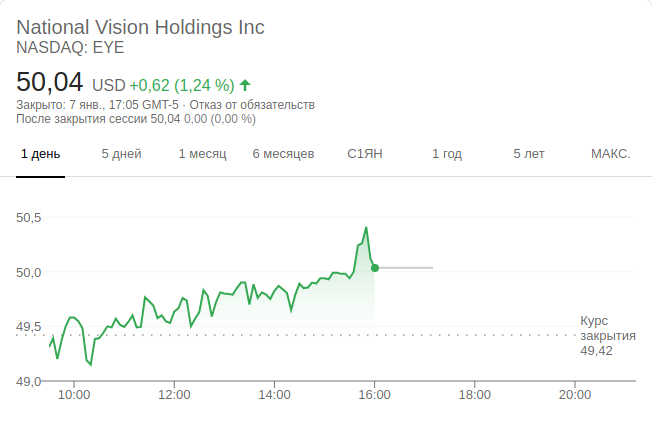 National Vision Holdings Inc
NASDAQ: EYE
50,04 USD +0,62 (1,24 %)
Закрыто: 7 янв., 17:05 GMT-5 · Отказ от обязательств
После закрытия сессии 50,04 0,00 (0,00 %)
1 день 5 дней 1 месяц 6 месяцев С1ЯН 1 год 5 лет МАКС.
50,5
50,0
49,5
Курс
закрытия
49,42
49,0
10:00 12:00 14:00 16:00 18:00 20:00